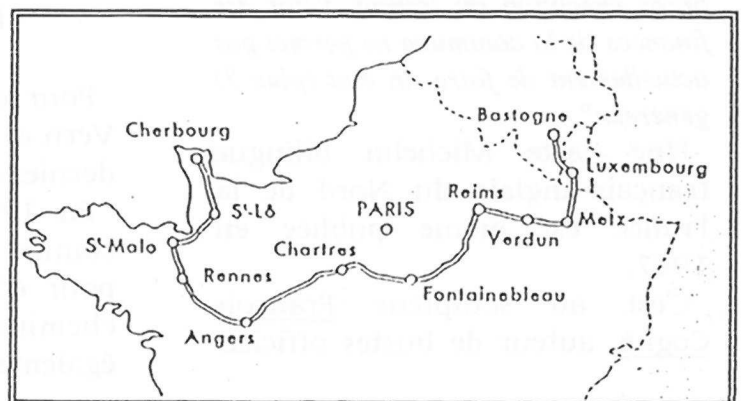 Bastogne
Cherbourg
Luxembourg
St-Lô
PARIS
Reims
Metz
St-Malo
Chartres
Verdun
Rennes
Fontainebleau
Angers